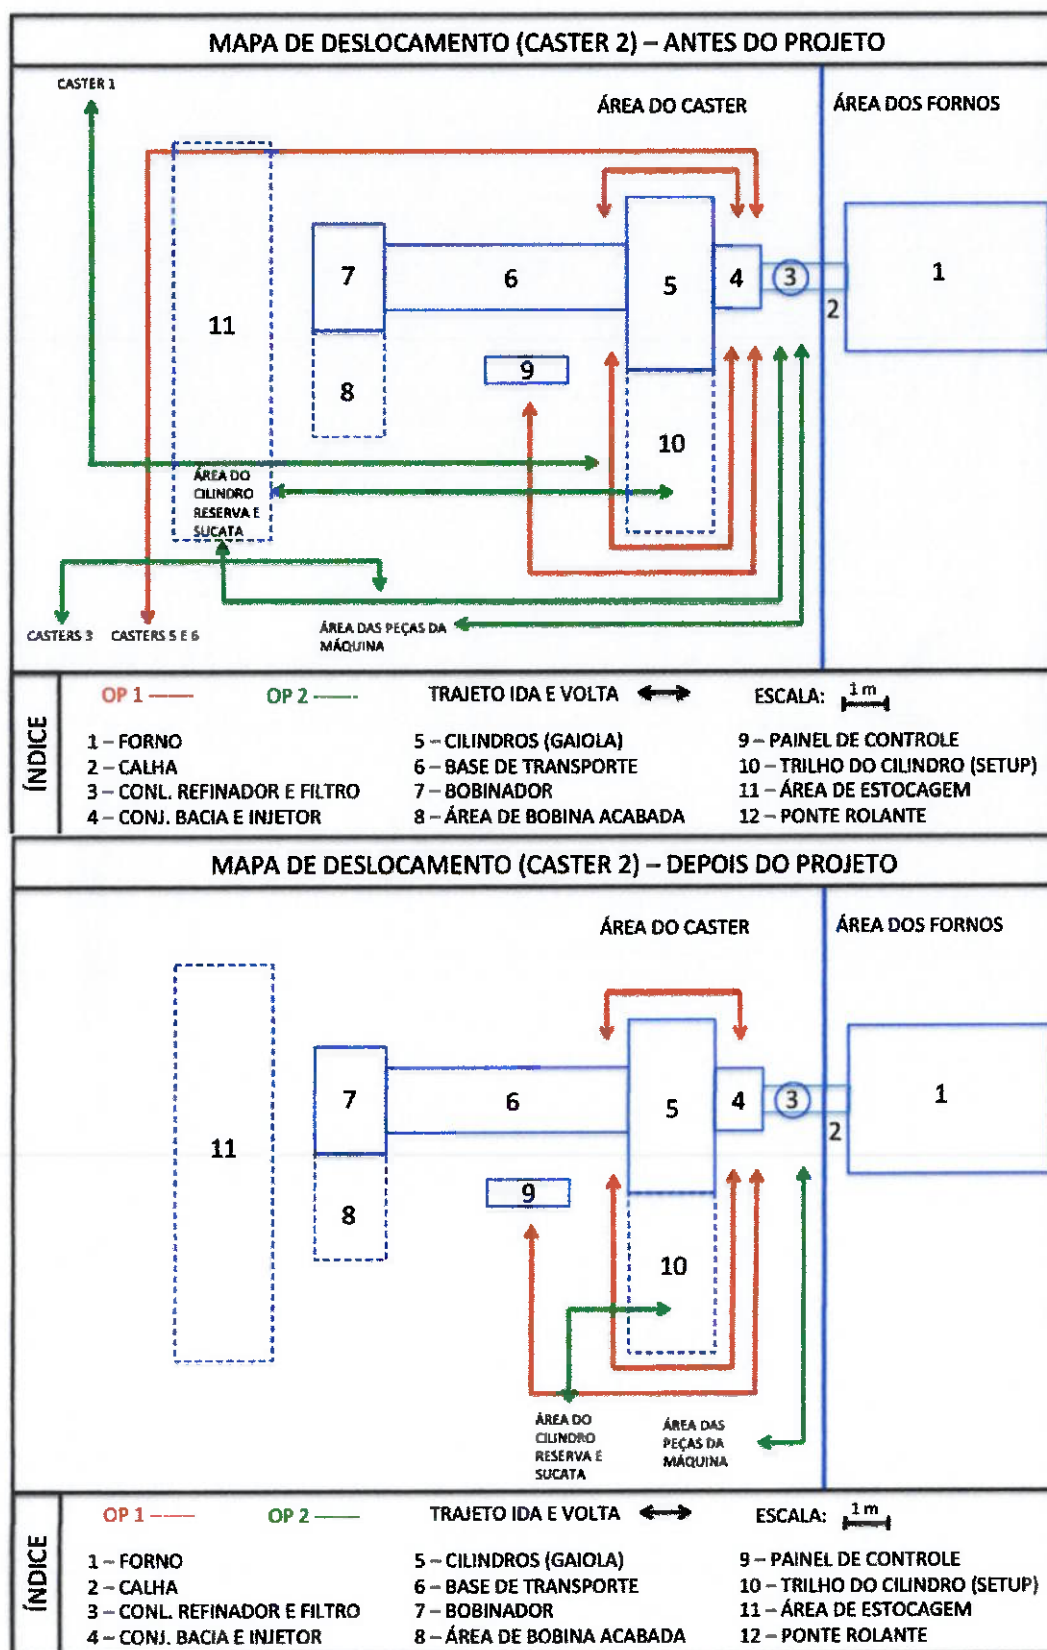 MAPA DE DESLOCAMENTO (CASTER 2) – ANTES DO PROJETO
CASTER 1
ÁREA DO CASTER
ÁREA DOS FORNOS
1
2
3
4
5
6
7
8
9
10
11
ÁREA DO
CILINDRO
RESERVA E
SUCATA
CASTERS 3
CASTERS 5 E 6
ÁREA DAS PEÇAS DA
MÁQUINA
ÍNDICE
OP 1
OP 2
TRAJETO IDA E VOLTA
ESCALA: 1 m
1 – FORNO
2 – CALHA
3 – CONL. REFINADOR E FILTRO
4 – CONJ. BACIA E INJETOR
5 – CILINDROS (GAIOLA)
6 – BASE DE TRANSPORTE
7 – BOBINADOR
8 – ÁREA DE BOBINA ACABADA
9 – PAINEL DE CONTROLE
10 – TRILHO DO CILINDRO (SETUP)
11 – ÁREA DE ESTOCAGEM
12 – PONTE ROLANTE
MAPA DE DESLOCAMENTO (CASTER 2) – DEPOIS DO PROJETO
ÁREA DO CASTER
ÁREA DOS FORNOS
1
2
3
4
5
6
7
8
9
10
11
ÁREA DO
CILINDRO
RESERVA E
SUCATA
ÁREA DAS
PEÇAS DA
MÁQUINA
ÍNDICE
OP 1
OP 2
TRAJETO IDA E VOLTA
ESCALA: 1 m
1 – FORNO
2 – CALHA
3 – CONL. REFINADOR E FILTRO
4 – CONJ. BACIA E INJETOR
5 – CILINDROS (GAIOLA)
6 – BASE DE TRANSPORTE
7 – BOBINADOR
8 – ÁREA DE BOBINA ACABADA
9 – PAINEL DE CONTROLE
10 – TRILHO DO CILINDRO (SETUP)
11 – ÁREA DE ESTOCAGEM
12 – PONTE ROLANTE